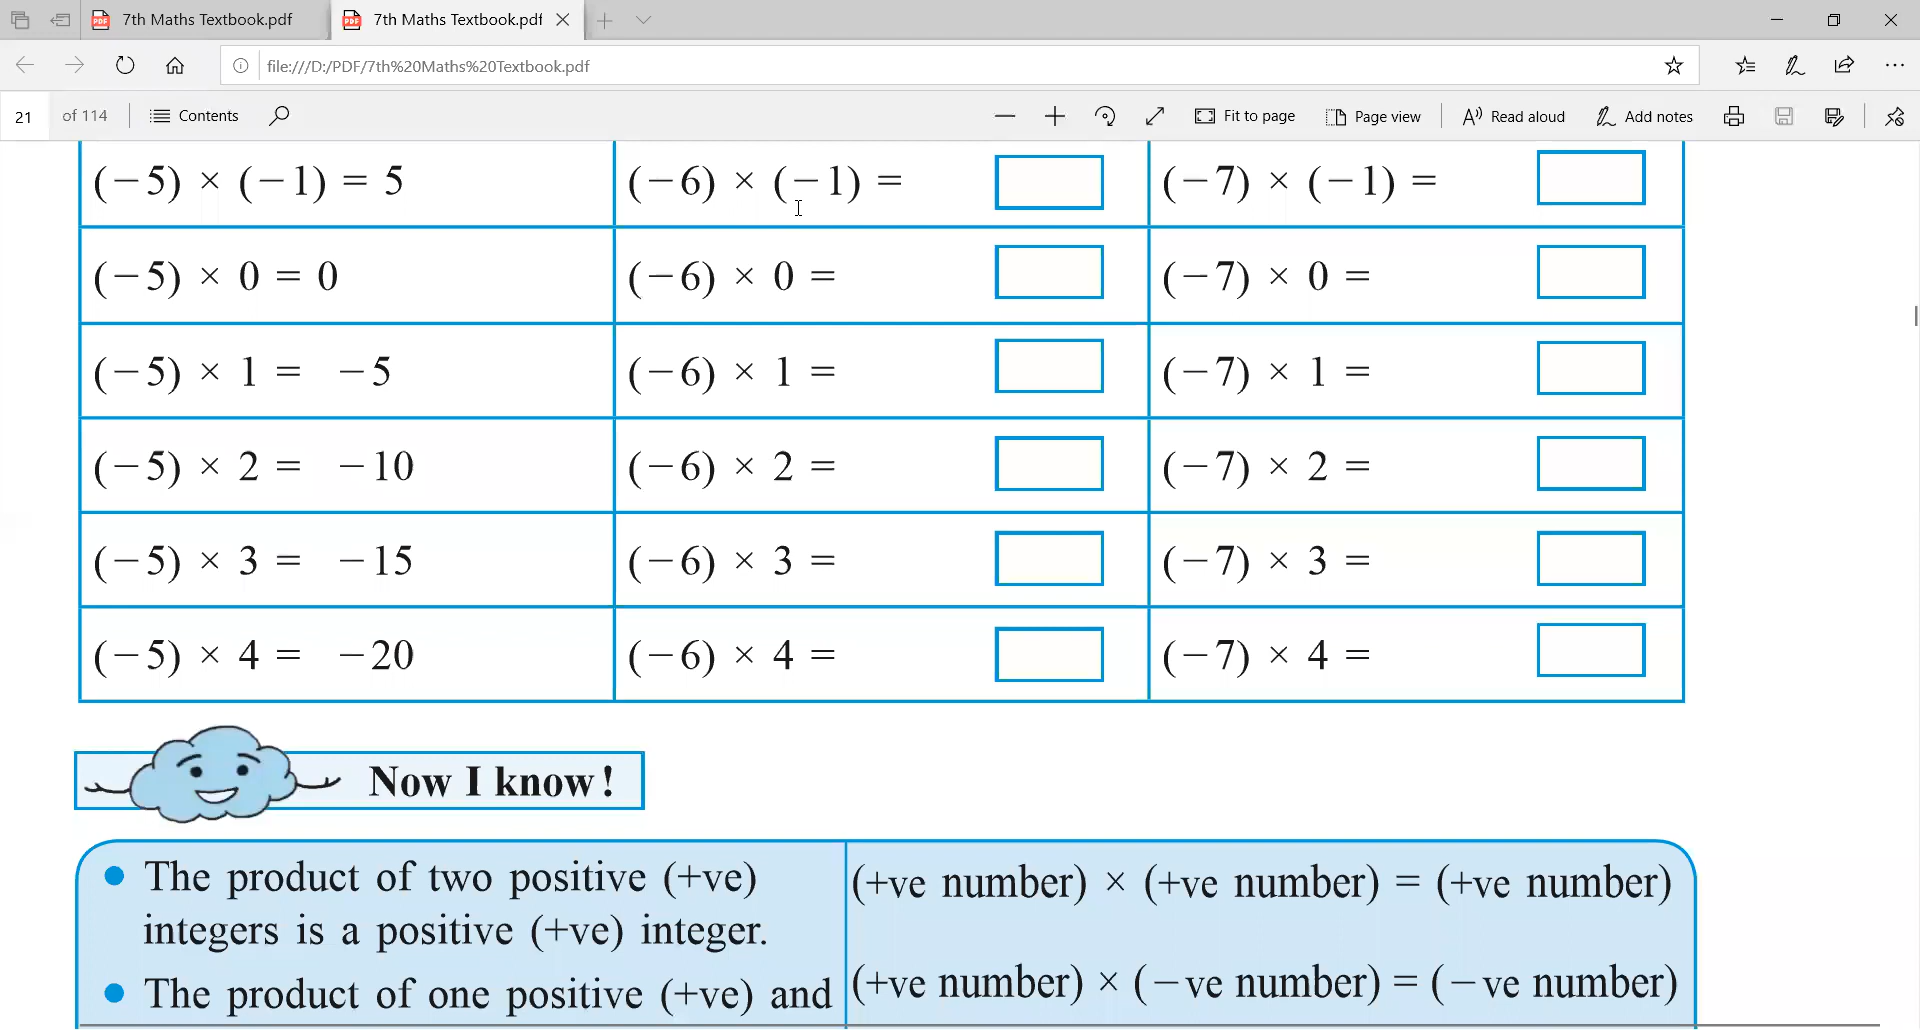 7th Maths Textbook.pdf 7th Maths Textbook.pdf
file:///D:/PDF/7th%20Maths%20Textbook.pdf
21 of 114 Contents Fit to page Page view Read aloud Add notes
(−5) × (−1) = 5 (−6) × (−1) = (−7) × (−1) =
(−5) × 0 = 0 (−6) × 0 = (−7) × 0 =
(−5) × 1 = −5 (−6) × 1 = (−7) × 1 =
(−5) × 2 = −10 (−6) × 2 = (−7) × 2 =
(−5) × 3 = −15 (−6) × 3 = (−7) × 3 =
(−5) × 4 = −20 (−6) × 4 = (−7) × 4 =
Now I know!
• The product of two positive (+ve)
integers is a positive (+ve) integer.
(+ve number) × (+ve number) = (+ve number)
• The product of one positive (+ve) and
(+ve number) × (−ve number) = (−ve number)